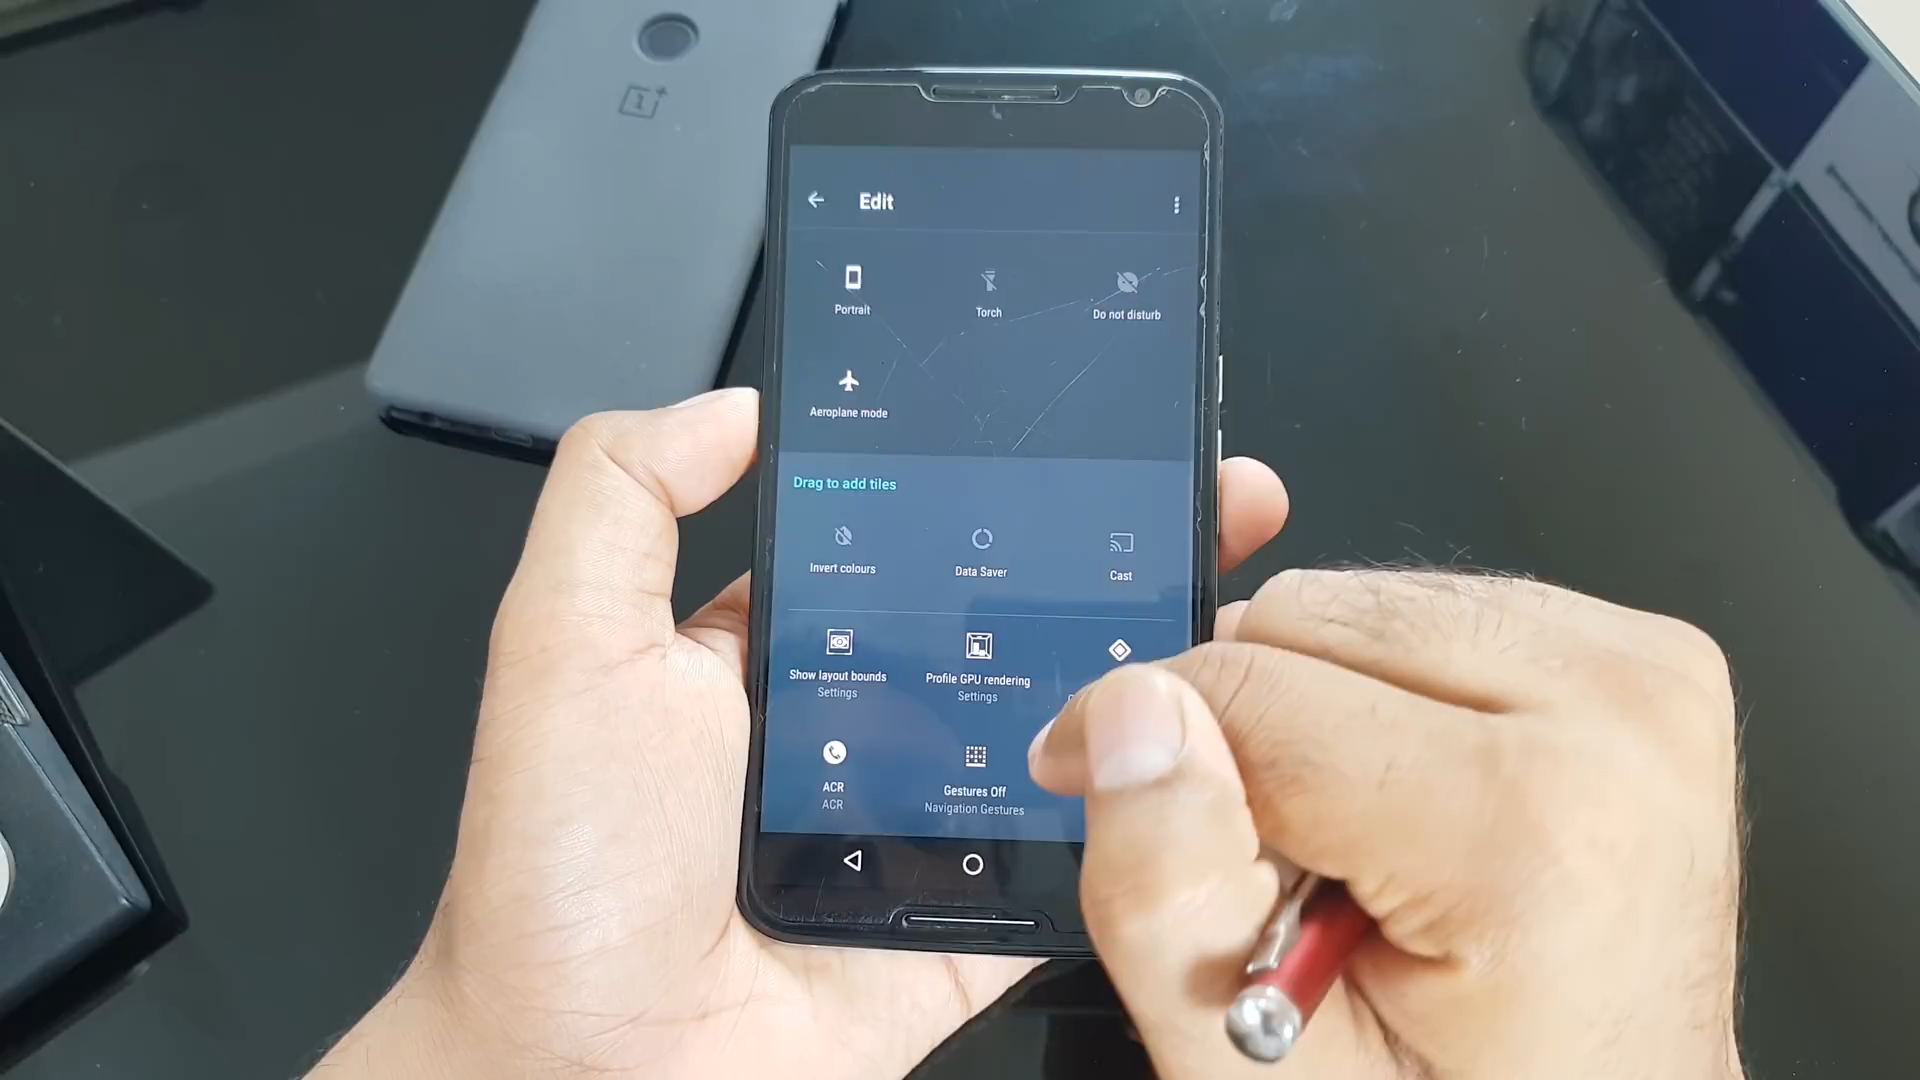 Edit
Portrait
Torch
Do not disturb
Aeroplane mode
Drag to add tiles
Invert colours
Data Saver
Cast
Show layout bounds
Settings
Profile GPU rendering
Settings
ACR
ACR
Gestures Off
Navigation Gestures